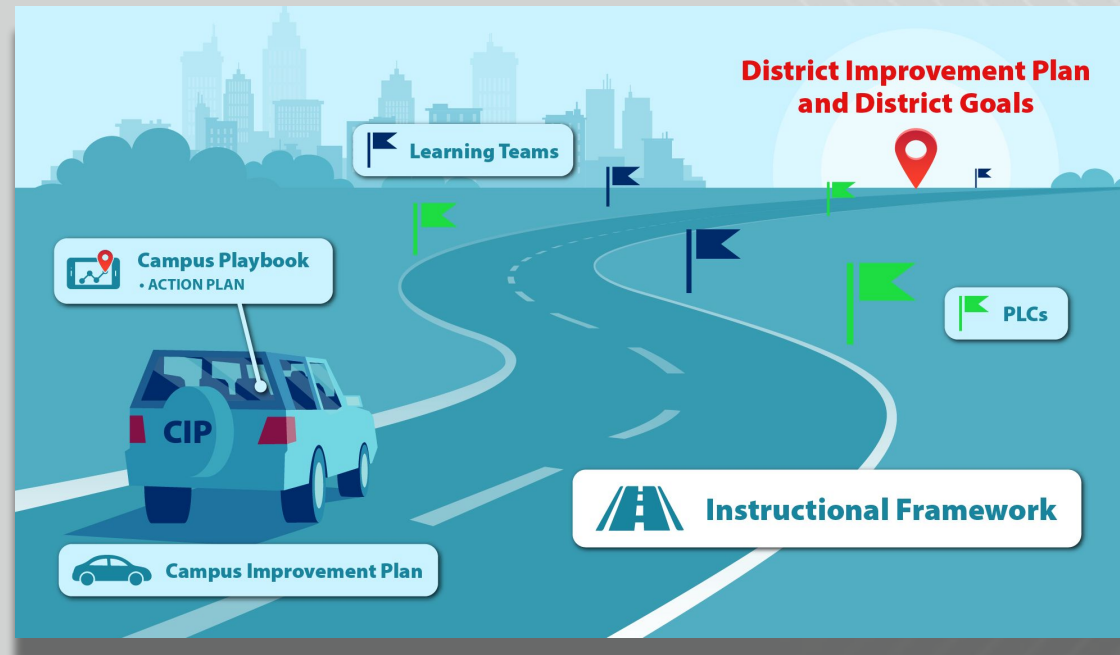 District Improvement Plan
and District Goals
Learning Teams
Campus Playbook
• ACTION PLAN
PLCs
CIP
Instructional Framework
Campus Improvement Plan